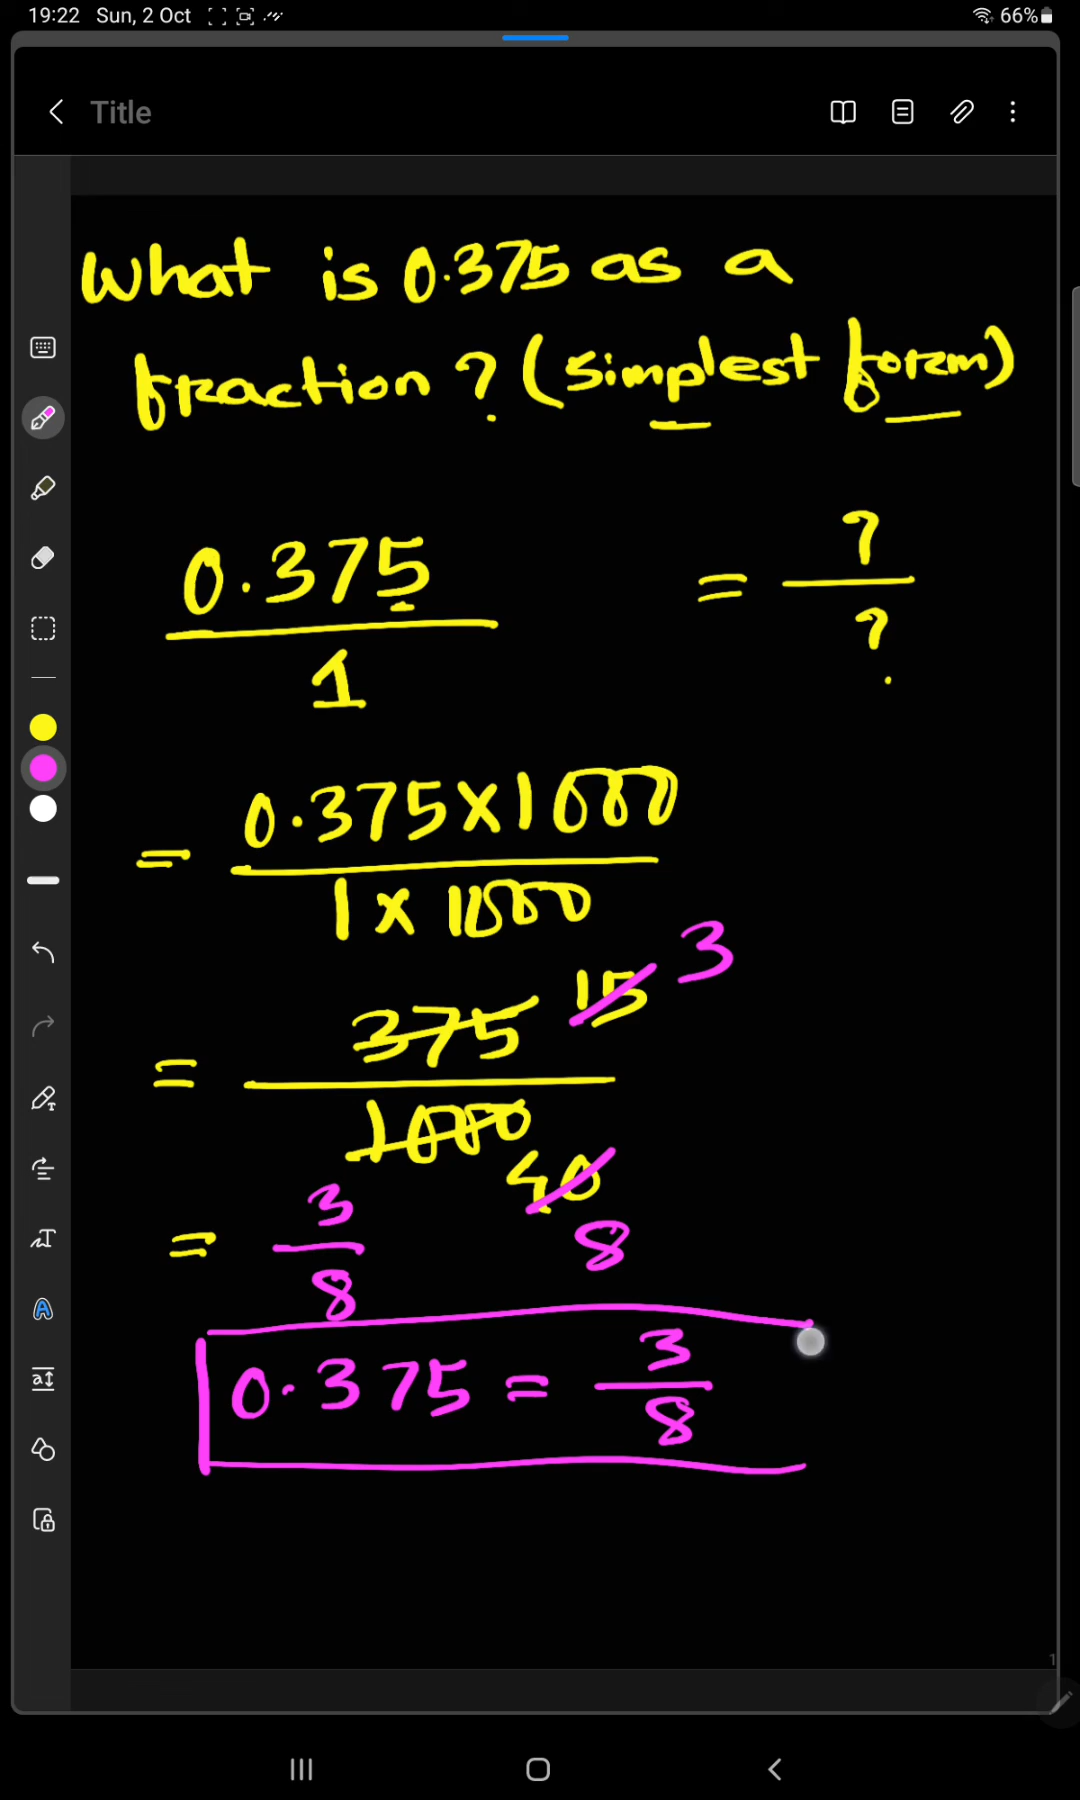 19:22 Sun, 2 Oct 66%
Title
What is 0.375 as a
fraction? (simplest form)
0.375
1
= ?
?
= 0.375 x 1000
1 x 1000
= 375 15 3
1000 40 8
= 3
8
0.375 = 3
8
1